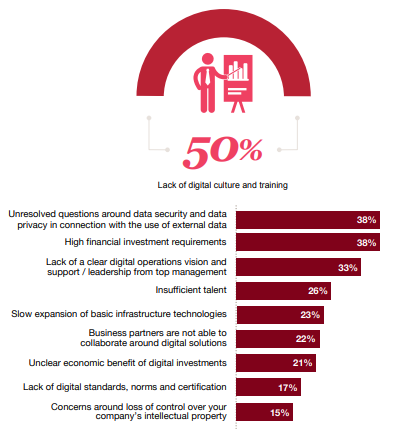 50%
Lack of digital culture and training
Unresolved questions around data security and data
privacy in connection with the use of external data
38%
High financial investment requirements
38%
Lack of a clear digital operations vision and
support / leadership from top management
33%
Insufficient talent
26%
Slow expansion of basic infrastructure technologies
23%
Business partners are not able to
collaborate around digital solutions
22%
Unclear economic benefit of digital investments
21%
Lack of digital standards, norms and certification
17%
Concerns around loss of control over your
company's intellectual property
15%